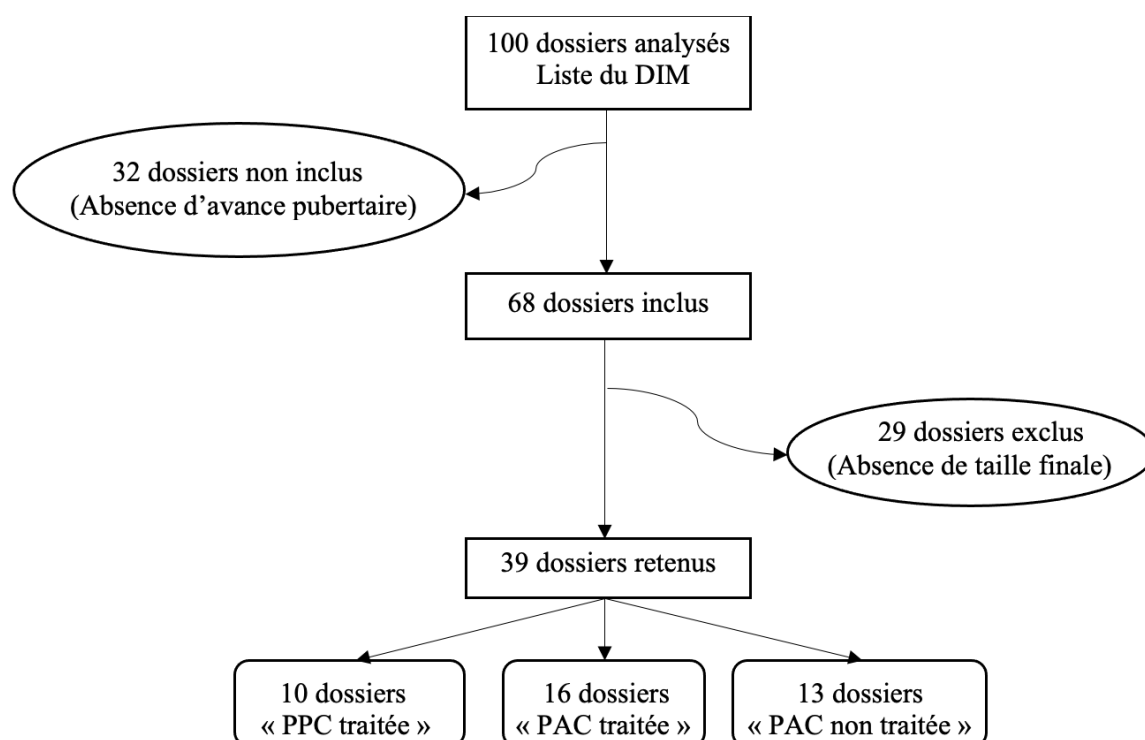 100 dossiers analysés
Liste du DIM
32 dossiers non inclus
(Absence d’avance pubertaire)
68 dossiers inclus
29 dossiers exclus
(Absence de taille finale)
39 dossiers retenus
10 dossiers
« PPC traitée »
16 dossiers
« PAC traitée »
13 dossiers
« PAC non traitée »